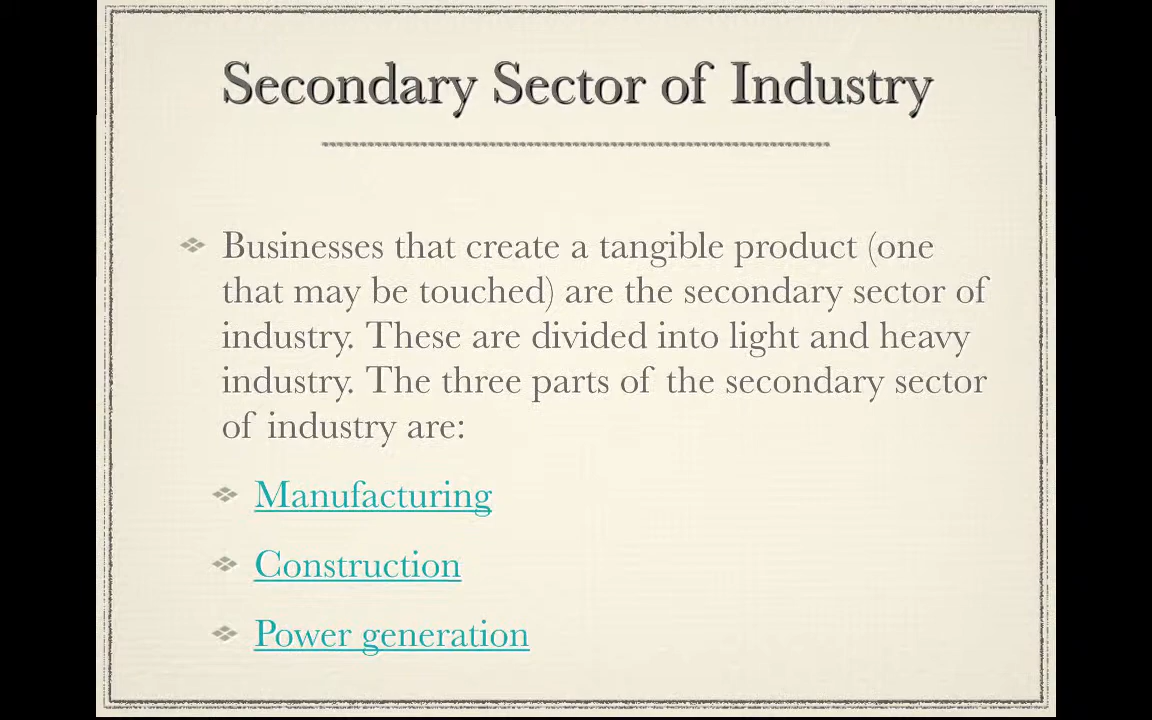 Secondary Sector of Industry
Businesses that create a tangible product (one
that may be touched) are the secondary sector of
industry. These are divided into light and heavy
industry. The three parts of the secondary sector
of industry are:
Manufacturing
Construction
Power generation